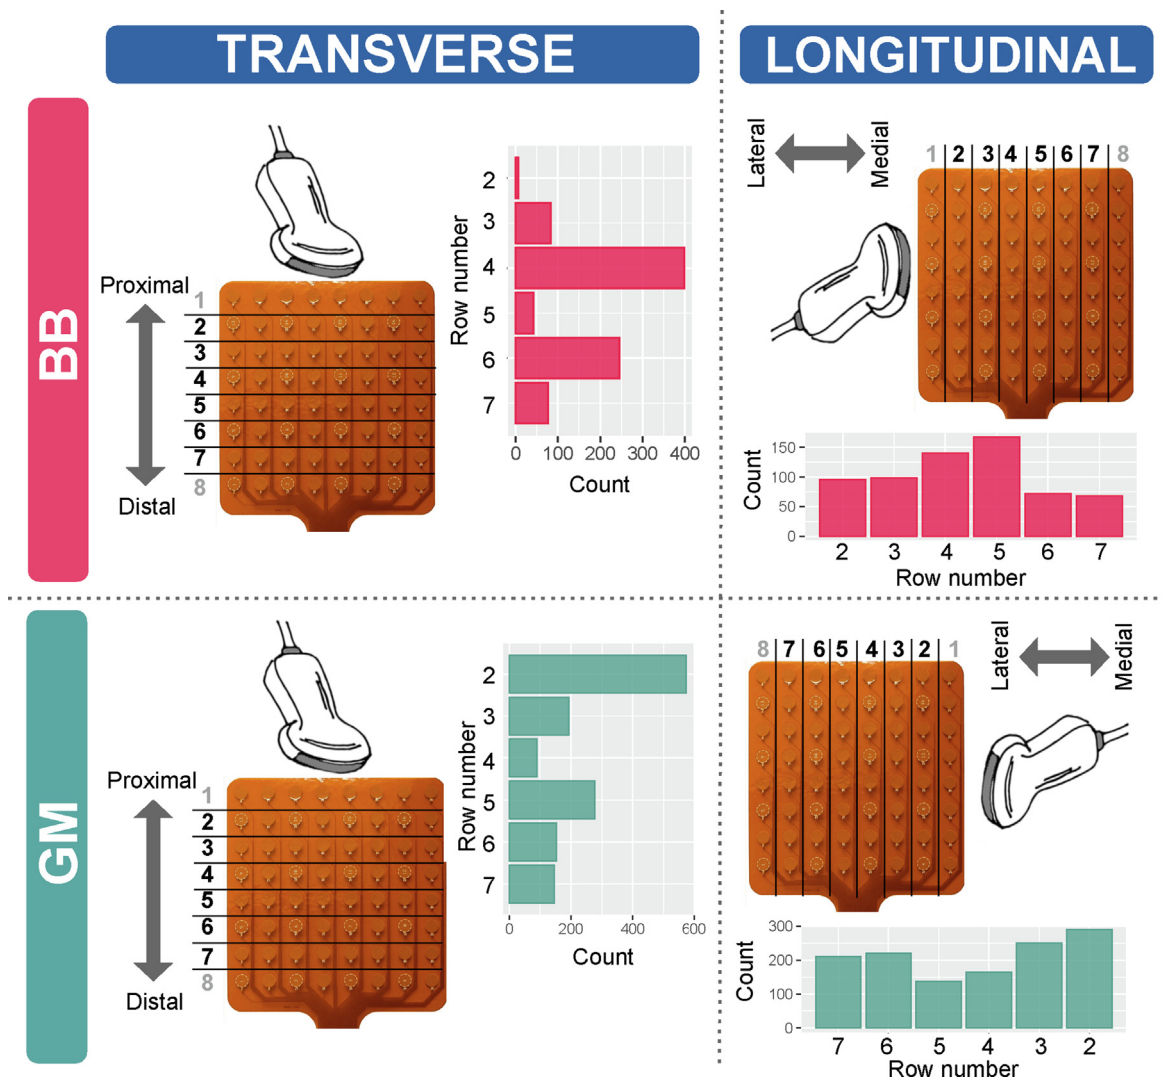 TRANSVERSE
LONGITUDINAL
BB
Proximal
Distal
1
2
3
4
5
6
7
8
Row number
2
3
4
5
6
7
0 100 200 300 400
Count
Lateral
Medial
1 2 3 4 5 6 7 8
Count
150
100
50
0
2 3 4 5 6 7
Row number
GM
Proximal
Distal
1
2
3
4
5
6
7
8
Row number
2
3
4
5
6
7
0 200 400 600
Count
8 7 6 5 4 3 2 1
Lateral
Medial
Count
300
200
100
0
7 6 5 4 3 2
Row number